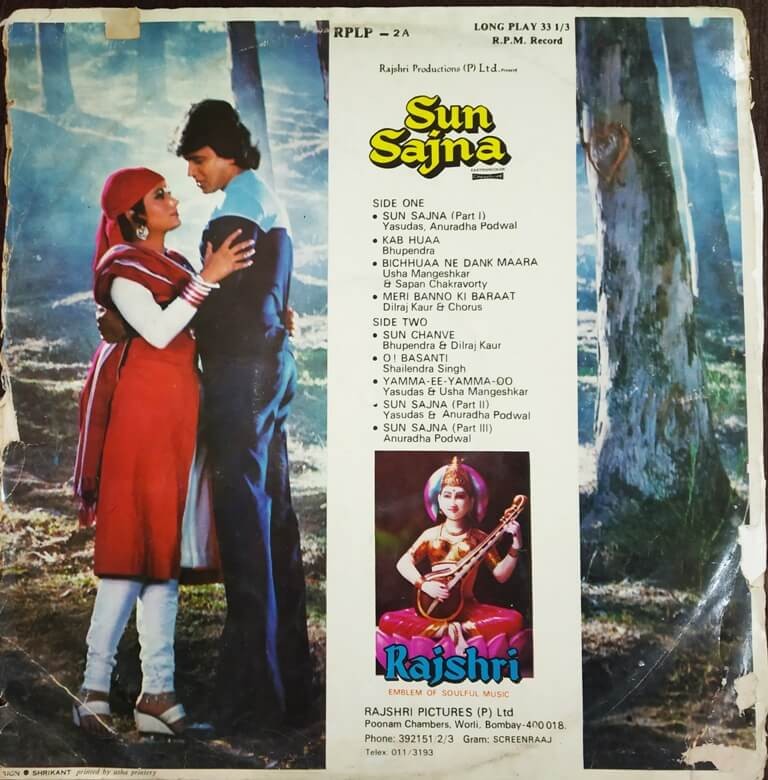 RPLP - 2A
LONG PLAY 33 1/3
R.P.M. Record
Rajshri Productions (P) Ltd. Present
Sun
Sajna
EASTMANCOLOR
SIDE ONE
• SUN SAJNA (Part I)
Yasudas, Anuradha Podwal
• KAB HUAA
Bhupendra
• BICHHUAA NE DANK MAARA
Usha Mangeshkar
& Sapan Chakravorty
• MERI BANNO KI BARAAT
Dilraj Kaur & Chorus
SIDE TWO
• SUN CHANVE
Bhupendra & Dilraj Kaur
• O! BASANTI
Shailendra Singh
• YAMMA-EE-YAMMA-OO
Yasudas & Usha Mangeshkar
• SUN SAJNA (Part II)
Yasudas & Anuradha Podwal
• SUN SAJNA (Part III)
Anuradha Podwal
Rajshri
EMBLEM OF SOULFUL MUSIC
RAJSHRI PICTURES (P) Ltd
Poonam Chambers, Worli, Bombay-400 018.
Phone: 392151/2/3 Gram: SCREENRAAJ
Telex. 011/3193
SIGN • SHRIKANT printed by usha printery